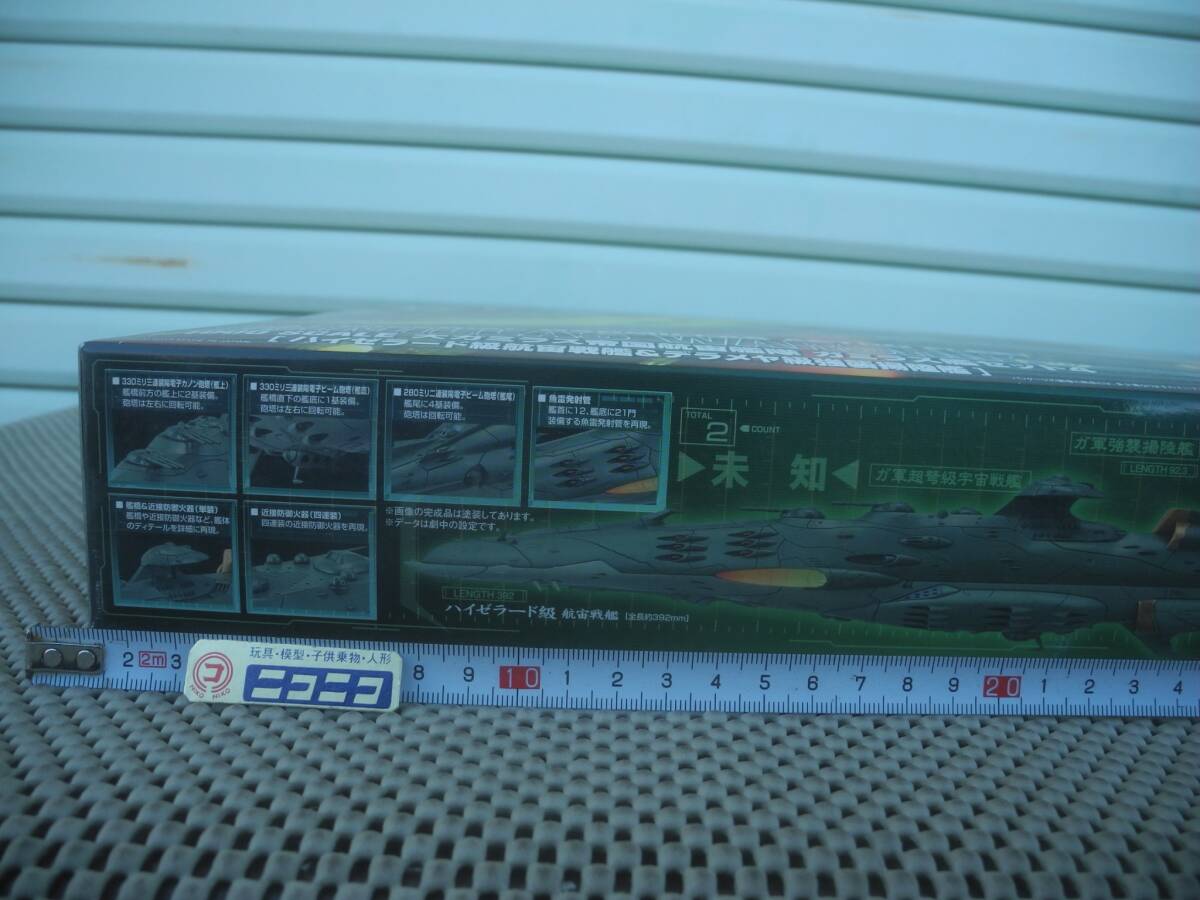 ■ 330ミリ三連装陽電子カノン砲塔(艦上)
艦橋前方の艦上に2基装備。
砲塔は左右に回転可能。
■ 330ミリ三連装陽電子ビーム砲塔(艦底)
艦橋直下の艦底に1基装備。
砲塔は左右に回転可能。
■ 280ミリ二連装陽電子ビーム砲塔(艦尾)
艦尾に4基装備。
砲塔は回転可能。
■ 魚雷発射管
艦首に12、艦底に21門
装備する魚雷発射管を再現。
■ 艦橋&近接防御火器(単装)
艦橋や近接防御火器など、艦体
のディテールを詳細に再現。
■ 近接防御火器(四連装)
四連装の近接防御火器を再現。
※画像の完成品は塗装してあります。
※データは劇中の設定です。
TOTAL
2
COUNT
未 知
ガ軍超弩級宇宙戦艦
ガ軍強襲揚陸艦
LENGTH 92.3
LENGTH 392
ハイゼラード級 航宙戦艦 [全長約392mm]
玩具・模型・子供乗物・人形
コ
NIKO NIKO
ニコニコ
2 2m 3 8 9 10 1 2 3 4 5 6 7 8 9 20 1 2 3 4